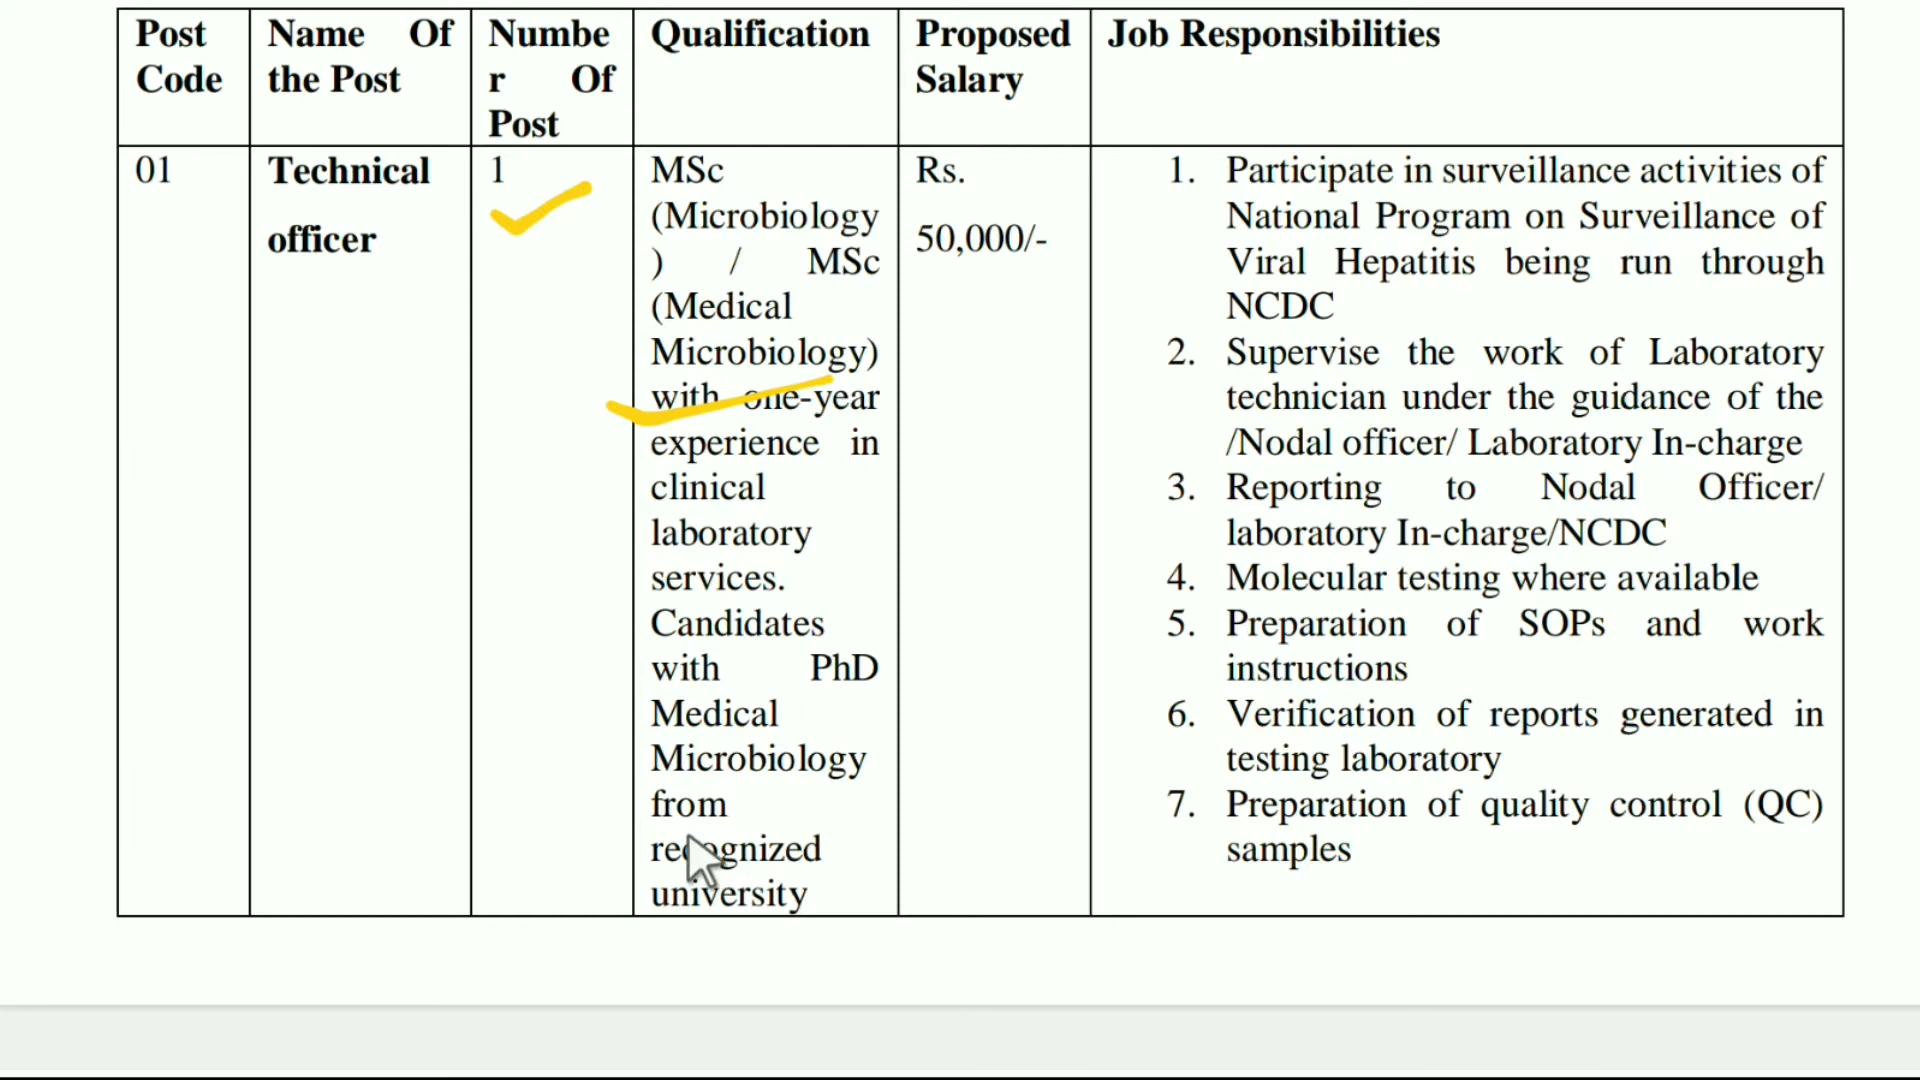 Post Code
Name Of the Post
Number Of Post
Qualification
Proposed Salary
Job Responsibilities
01
Technical
officer
1
MSc
(Microbiology
) / MSc
(Medical
Microbiology)
with one-year
experience in
clinical
laboratory
services.
Candidates
with PhD
Medical
Microbiology
from
recognized
university
Rs.
50,000/-
1. Participate in surveillance activities of
National Program on Surveillance of
Viral Hepatitis being run through
NCDC
2. Supervise the work of Laboratory
technician under the guidance of the
/Nodal officer/ Laboratory In-charge
3. Reporting to Nodal Officer/
laboratory In-charge/NCDC
4. Molecular testing where available
5. Preparation of SOPs and work
instructions
6. Verification of reports generated in
testing laboratory
7. Preparation of quality control (QC)
samples